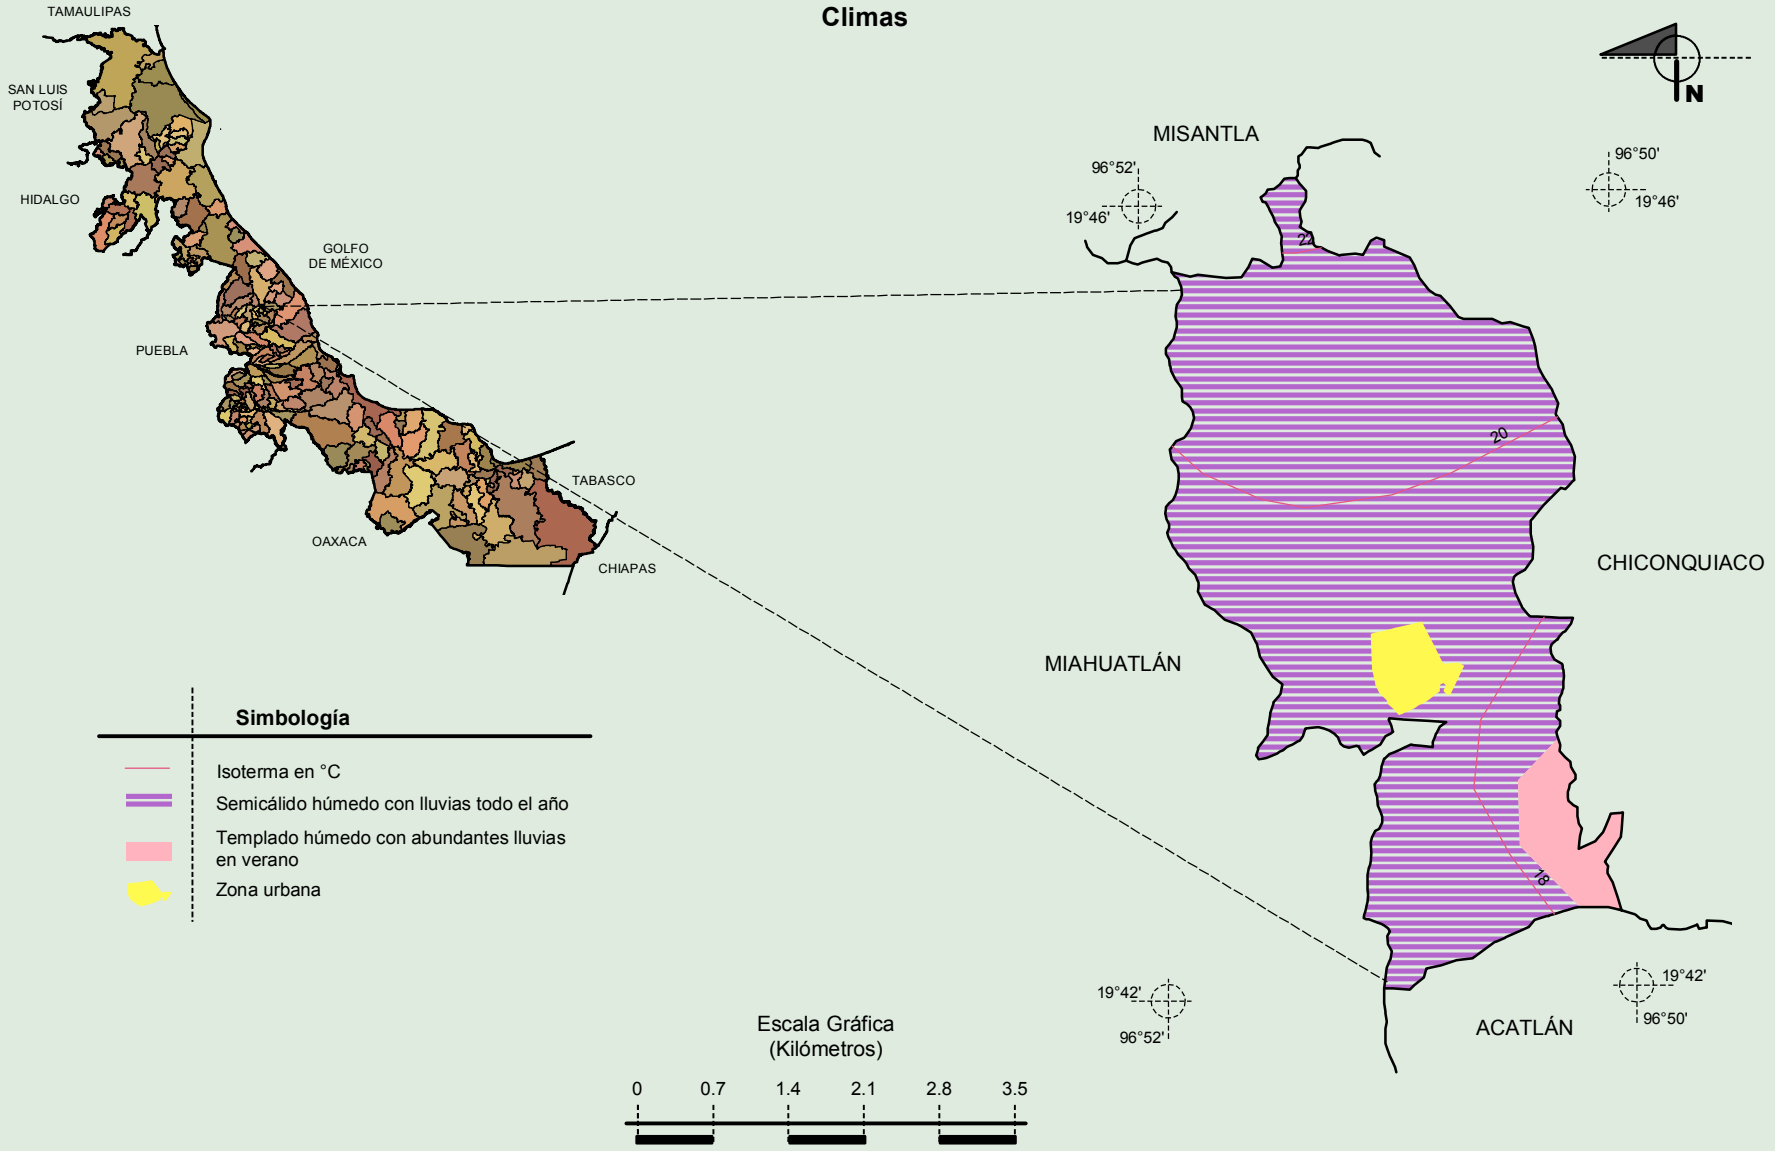 Climas
TAMAULIPAS
SAN LUIS
POTOSÍ
HIDALGO
GOLFO
DE MÉXICO
PUEBLA
OAXACA
TABASCO
CHIAPAS
N
MISANTLA
96°52'
19°46'
96°50'
19°46'
22
20
18
CHICONQUIACO
MIAHUATLÁN
ACATLÁN
19°42'
96°52'
19°42'
96°50'
Simbología
Isoterma en °C
Semicálido húmedo con lluvias todo el año
Templado húmedo con abundantes lluvias
en verano
Zona urbana
Escala Gráfica
(Kilómetros)
0 0.7 1.4 2.1 2.8 3.5